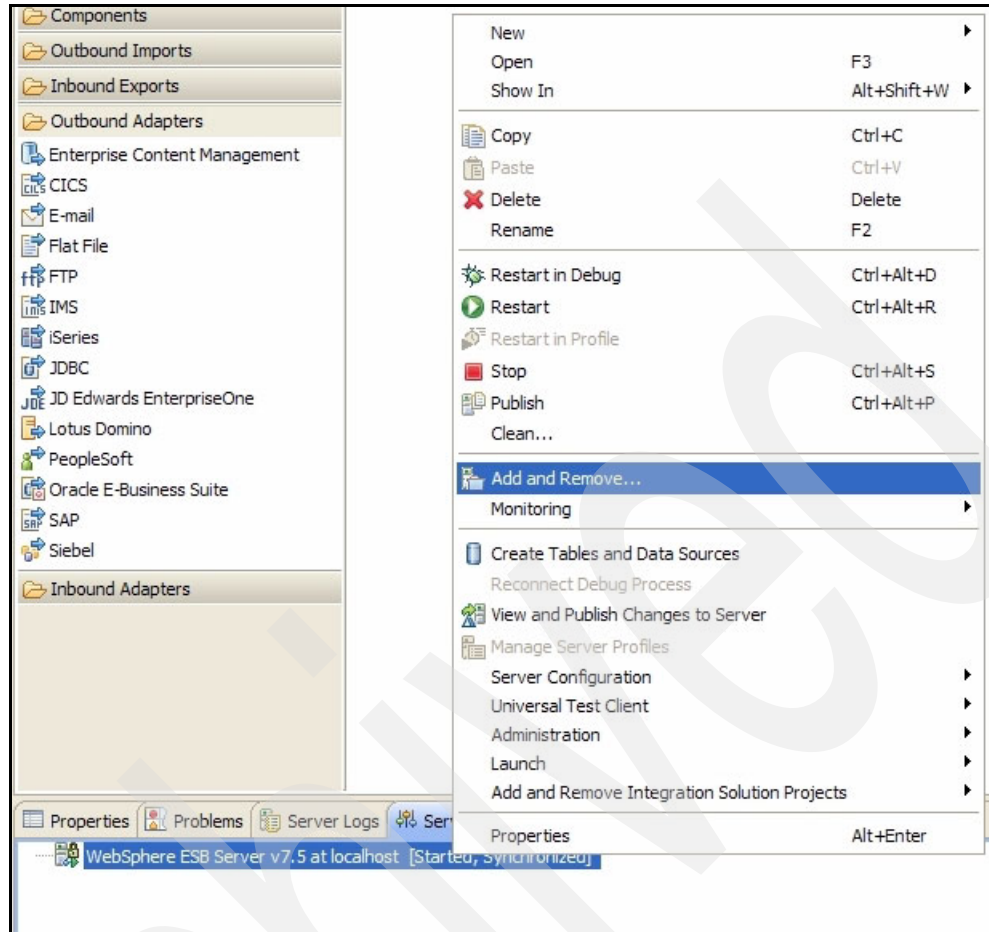 Components
Outbound Imports
Inbound Exports
Outbound Adapters
Enterprise Content Management
CICS
E-mail
Flat File
FTP
IMS
iSeries
JDBC
JD Edwards EnterpriseOne
Lotus Domino
PeopleSoft
Oracle E-Business Suite
SAP
Siebel
Inbound Adapters
New
Open F3
Show In Alt+Shift+W
Copy Ctrl+C
Paste Ctrl+V
Delete Delete
Rename F2
Restart in Debug Ctrl+Alt+D
Restart Ctrl+Alt+R
Restart in Profile
Stop Ctrl+Alt+S
Publish Ctrl+Alt+P
Clean...
Add and Remove...
Monitoring
Create Tables and Data Sources
Reconnect Debug Process
View and Publish Changes to Server
Manage Server Profiles
Server Configuration
Universal Test Client
Administration
Launch
Add and Remove Integration Solution Projects
Properties Alt+Enter
Properties Problems Server Logs Ser
WebSphere ESB Server v7.5 at localhost [Started, Synchronized]